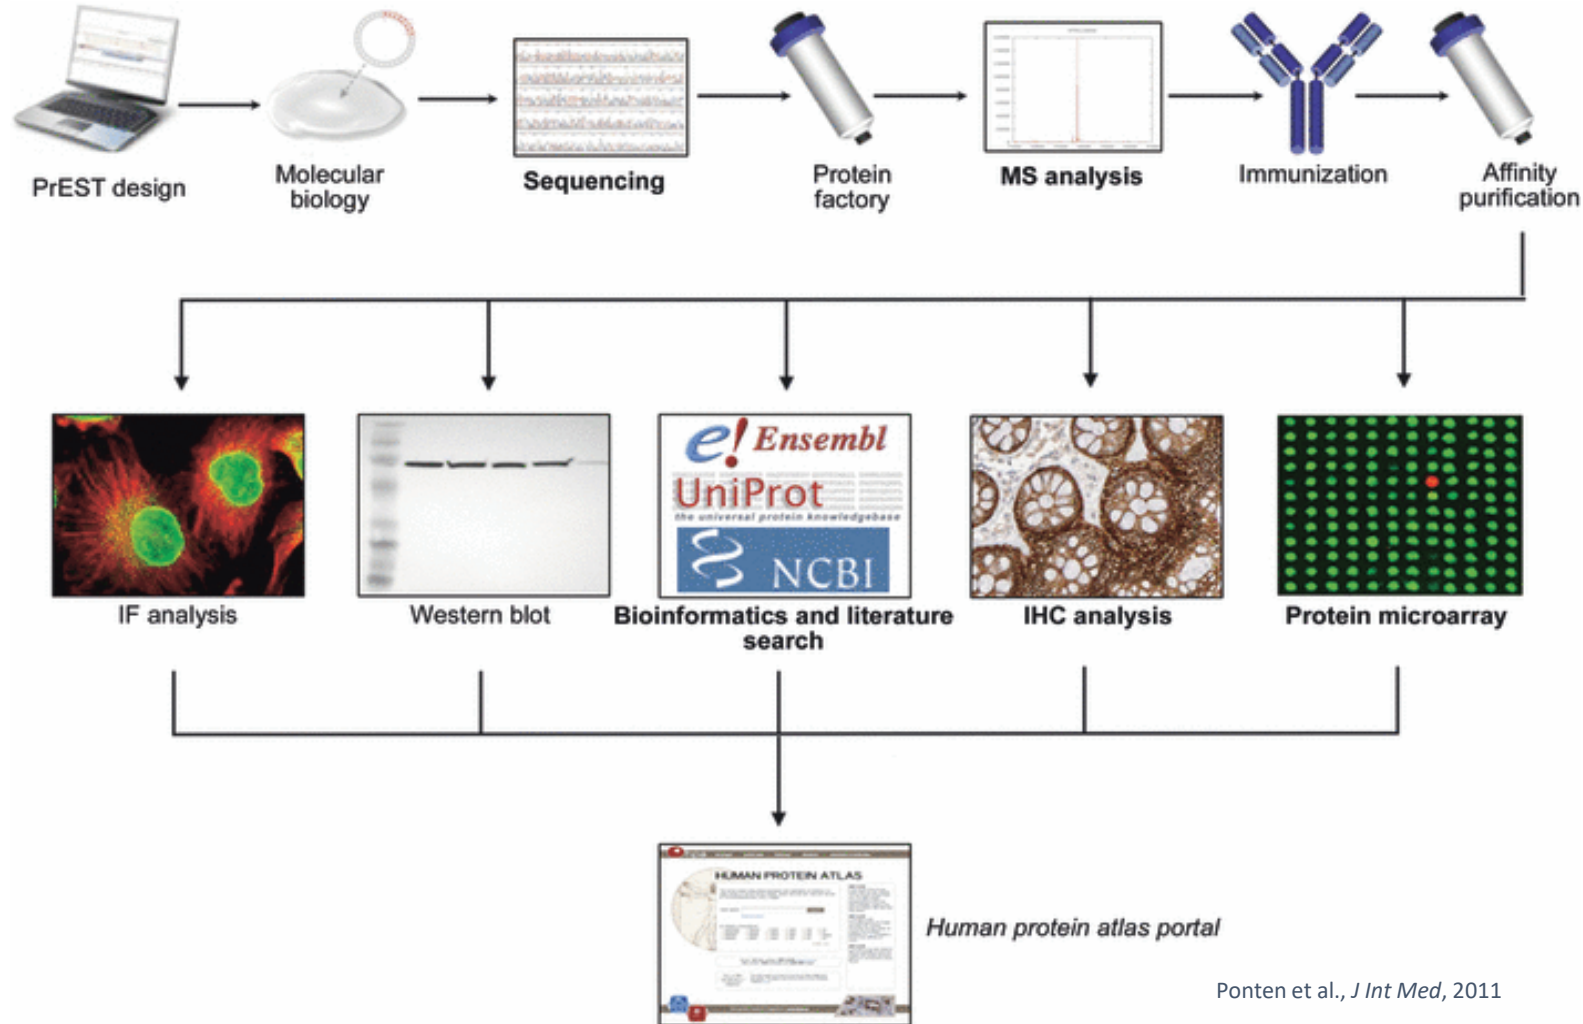 PrEST design
Molecular
biology
Sequencing
Protein
factory
MS analysis
Immunization
Affinity
purification
e! Ensembl
UniProt
the universal protein knowledgebase
NCBI
IF analysis
Western blot
Bioinformatics and literature
search
IHC analysis
Protein microarray
HUMAN PROTEIN ATLAS
Human protein atlas portal
Ponten et al., J Int Med, 2011